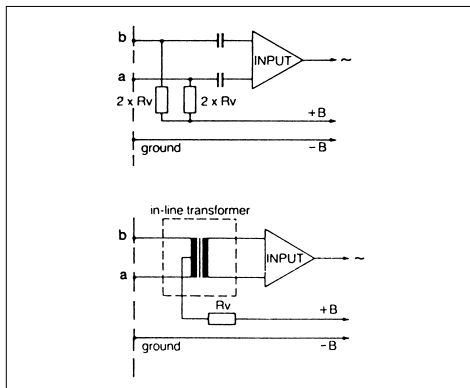 b
INPUT
~
a
2 x Rv
2 x Rv
+B
-B
ground
in-line transformer
b
INPUT
~
a
Rv
+B
-B
ground